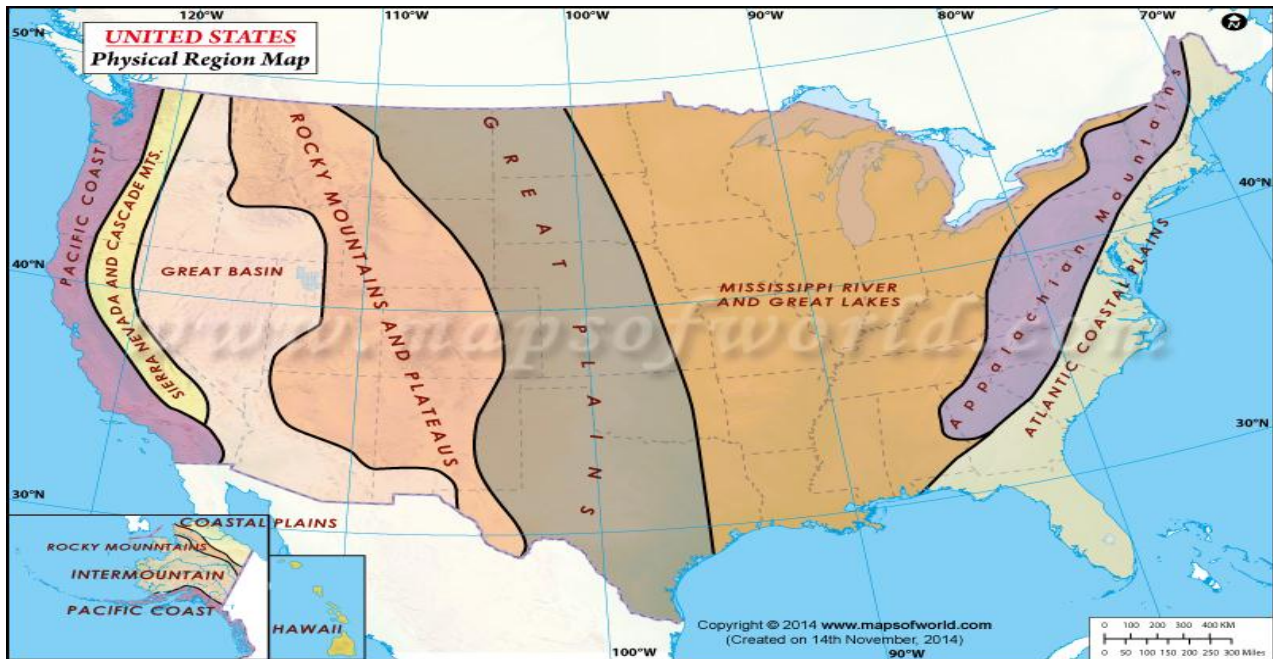 120°W
110°W
100°W
90°W
80°W
70°W
50°N
UNITED STATES
Physical Region Map
N
PACIFIC COAST
SIERRA NEVADA AND CASCADE MTS.
GREAT BASIN
ROCKY MOUNTAINS AND PLATEAUS
GREAT PLAINS
MISSISSIPPI RIVER
AND GREAT LAKES
Appalachian Mountains
ATLANTIC COASTAL PLAINS
40°N
40°N
www.mapsofworld.com
30°N
30°N
COASTAL PLAINS
ROCKY MOUNNTAINS
INTERMOUNTAIN
PACIFIC COAST
HAWAII
Copyright © 2014 www.mapsofworld.com
(Created on 14th November, 2014)
100°W
90°W
0 100 200 300 400 KM
0 50 100 150 200 250 300 Miles